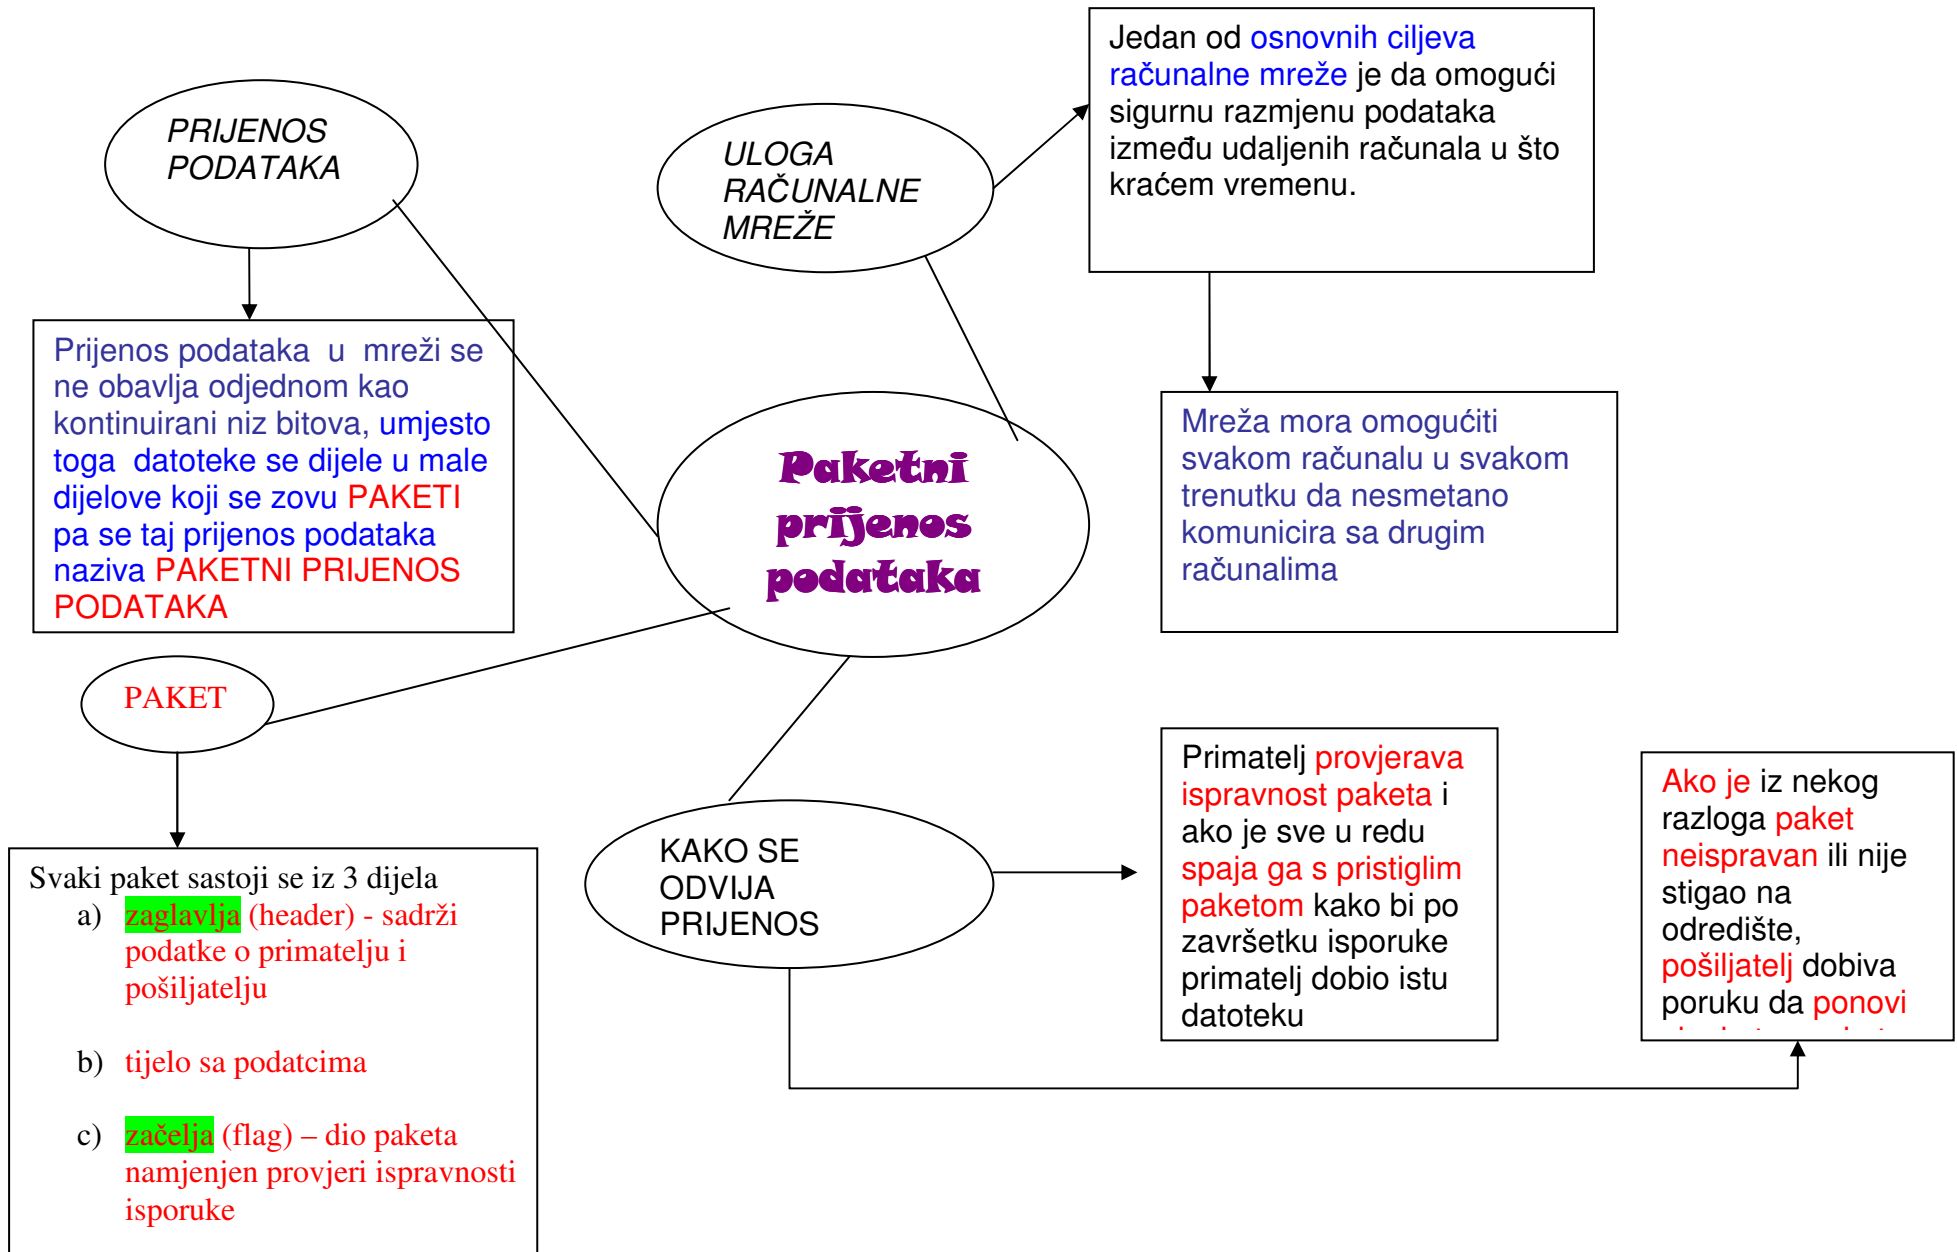 PRIJENOS
PODATAKA
ULOGA
RAČUNALNE
MREŽE
Jedan od osnovnih ciljeva
računalne mreže je da omogući
sigurnu razmjenu podataka
između udaljenih računala u što
kraćem vremenu.
Prijenos podataka u mreži se
ne obavlja odjednom kao
kontinuirani niz bitova, umjesto
toga datoteke se dijele u male
dijelove koji se zovu PAKETI
pa se taj prijenos podataka
naziva PAKETNI PRIJENOS
PODATAKA
Paketni
prijenos
podataka
Mreža mora omogućiti
svakom računalu u svakom
trenutku da nesmetano
komunicira sa drugim
računalima
PAKET
Svaki paket sastoji se iz 3 dijela
a) zaglavlja (header) - sadrži
podatke o primatelju i
pošiljatelju
b) tijelo sa podatcima
c) začelja (flag) – dio paketa
namjenjen provjeri ispravnosti
isporuke
KAKO SE
ODVIJA
PRIJENOS
Primatelj provjerava
ispravnost paketa i
ako je sve u redu
spaja ga s pristiglim
paketom kako bi po
završetku isporuke
primatelj dobio istu
datoteku
Ako je iz nekog
razloga paket
neispravan ili nije
stigao na
odredište,
pošiljatelj dobiva
poruku da ponovi